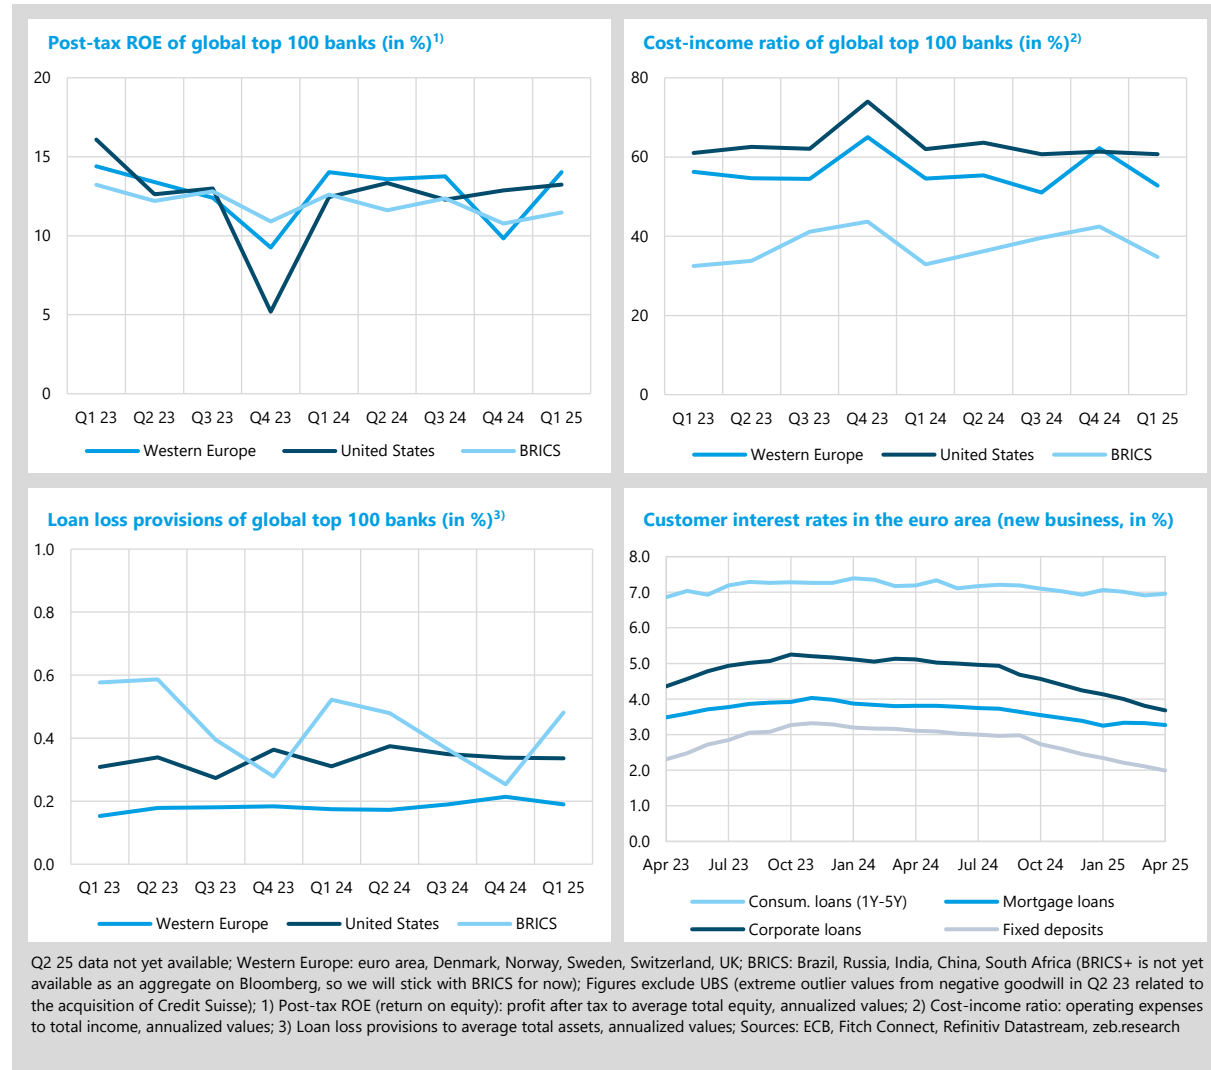 Post-tax ROE of global top 100 banks (in %)1)
20
15
10
5
0
Q1 23 Q2 23 Q3 23 Q4 23 Q1 24 Q2 24 Q3 24 Q4 24 Q1 25
Western Europe United States BRICS
Cost-income ratio of global top 100 banks (in %)2)
80
60
40
20
0
Q1 23 Q2 23 Q3 23 Q4 23 Q1 24 Q2 24 Q3 24 Q4 24 Q1 25
Western Europe United States BRICS
Loan loss provisions of global top 100 banks (in %)3)
1.0
0.8
0.6
0.4
0.2
0.0
Q1 23 Q2 23 Q3 23 Q4 23 Q1 24 Q2 24 Q3 24 Q4 24 Q1 25
Western Europe United States BRICS
Customer interest rates in the euro area (new business, in %)
8.0
7.0
6.0
5.0
4.0
3.0
2.0
1.0
0.0
Apr 23 Jul 23 Oct 23 Jan 24 Apr 24 Jul 24 Oct 24 Jan 25 Apr 25
Consum. loans (1Y-5Y) Mortgage loans
Corporate loans Fixed deposits
Q2 25 data not yet available; Western Europe: euro area, Denmark, Norway, Sweden, Switzerland, UK; BRICS: Brazil, Russia, India, China, South Africa (BRICS+ is not yet
available as an aggregate on Bloomberg, so we will stick with BRICS for now); Figures exclude UBS (extreme outlier values from negative goodwill in Q2 23 related to
the acquisition of Credit Suisse); 1) Post-tax ROE (return on equity): profit after tax to average total equity, annualized values; 2) Cost-income ratio: operating expenses
to total income, annualized values; 3) Loan loss provisions to average total assets, annualized values; Sources: ECB, Fitch Connect, Refinitiv Datastream, zeb.research